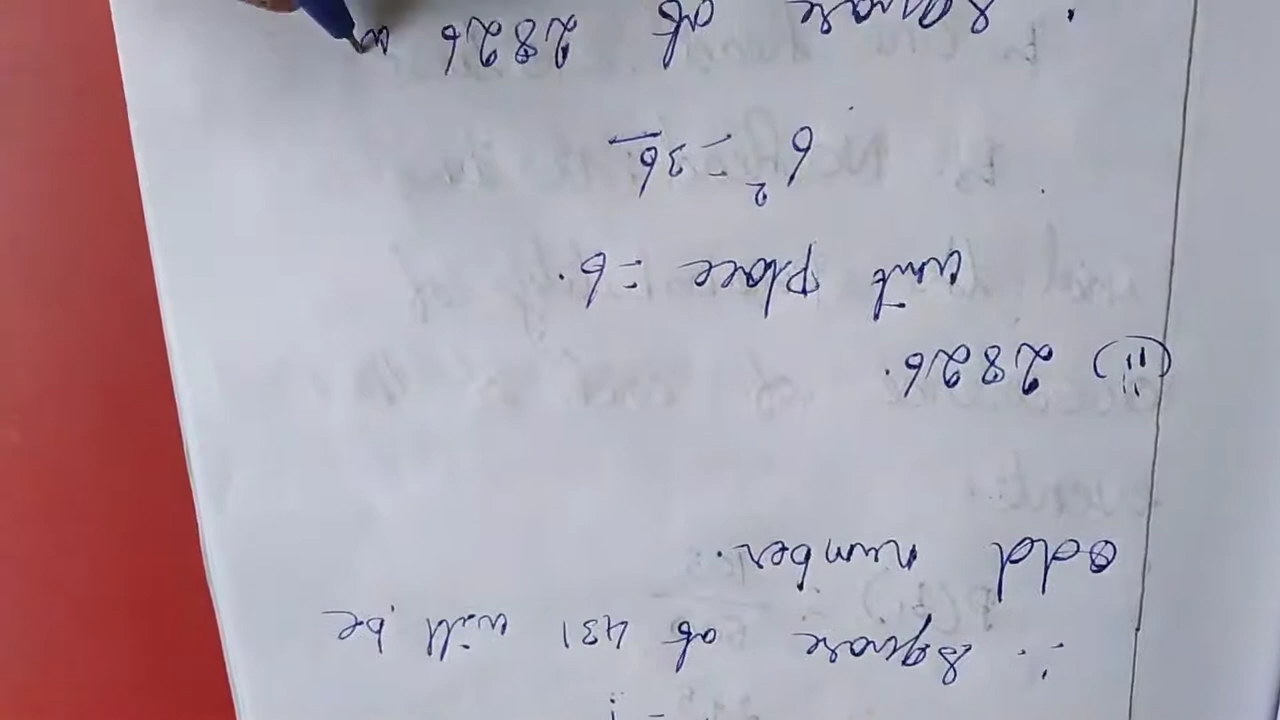 ∴ square of 431 will be
odd number.
(ii) 2826.
unit place = 6.
6² = 36
∴ square of 2826 w